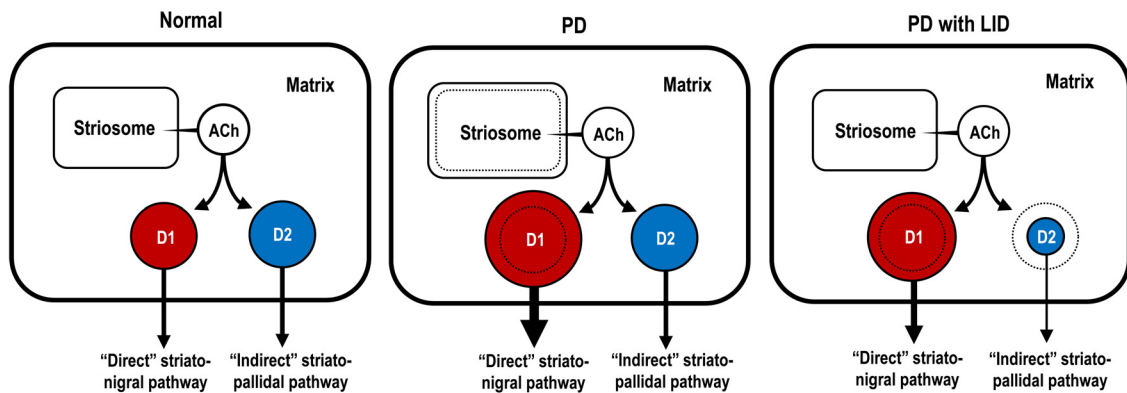 Normal
Matrix
Striosome
ACh
D1
D2
“Direct” striato-
nigral pathway
“Indirect” striato-
pallidal pathway
PD
Matrix
Striosome
ACh
D1
D2
“Direct” striato-
nigral pathway
“Indirect” striato-
pallidal pathway
PD with LID
Matrix
Striosome
ACh
D1
D2
“Direct” striato-
nigral pathway
“Indirect” striato-
pallidal pathway